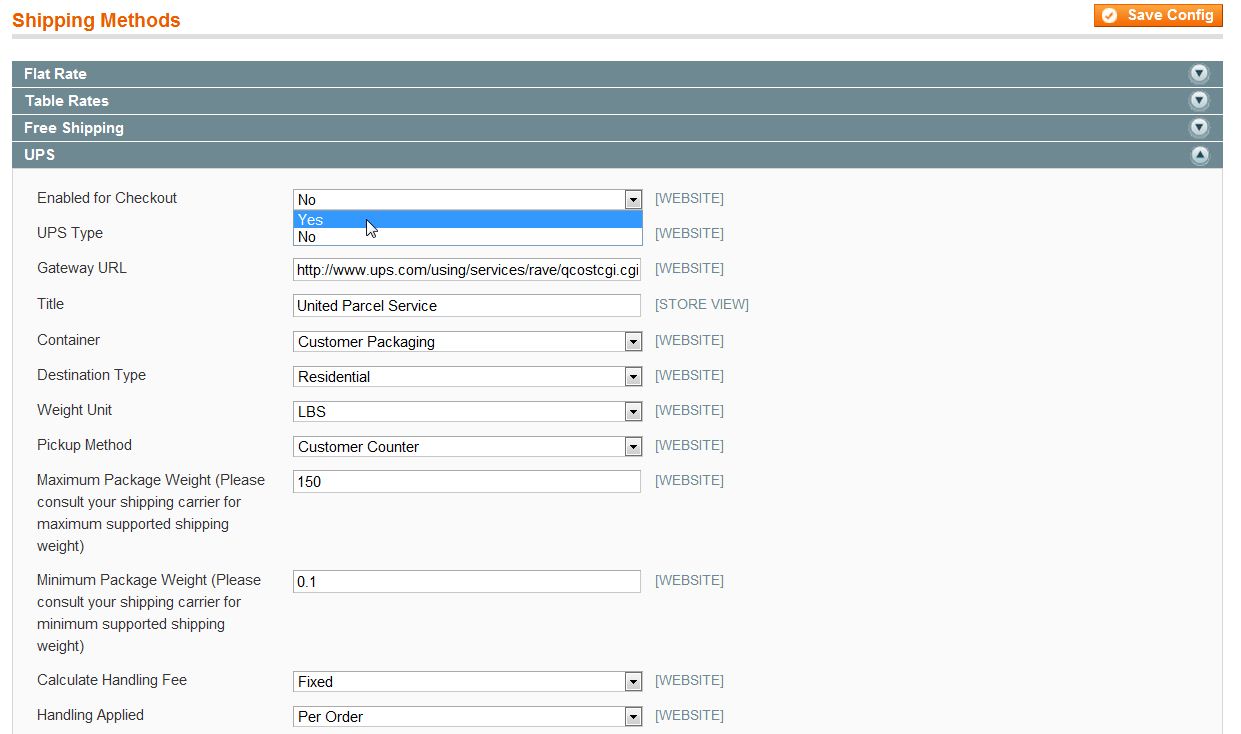 Shipping Methods
Save Config
Flat Rate
Table Rates
Free Shipping
UPS
Enabled for Checkout No [WEBSITE]
Yes
UPS Type [WEBSITE]
No
Gateway URL http://www.ups.com/using/services/rave/qcostcgi.cgi [WEBSITE]
Title United Parcel Service [STORE VIEW]
Container Customer Packaging [WEBSITE]
Destination Type Residential [WEBSITE]
Weight Unit LBS [WEBSITE]
Pickup Method Customer Counter [WEBSITE]
Maximum Package Weight (Please 150 [WEBSITE]
consult your shipping carrier for
maximum supported shipping
weight)
Minimum Package Weight (Please 0.1 [WEBSITE]
consult your shipping carrier for
minimum supported shipping
weight)
Calculate Handling Fee Fixed [WEBSITE]
Handling Applied Per Order [WEBSITE]